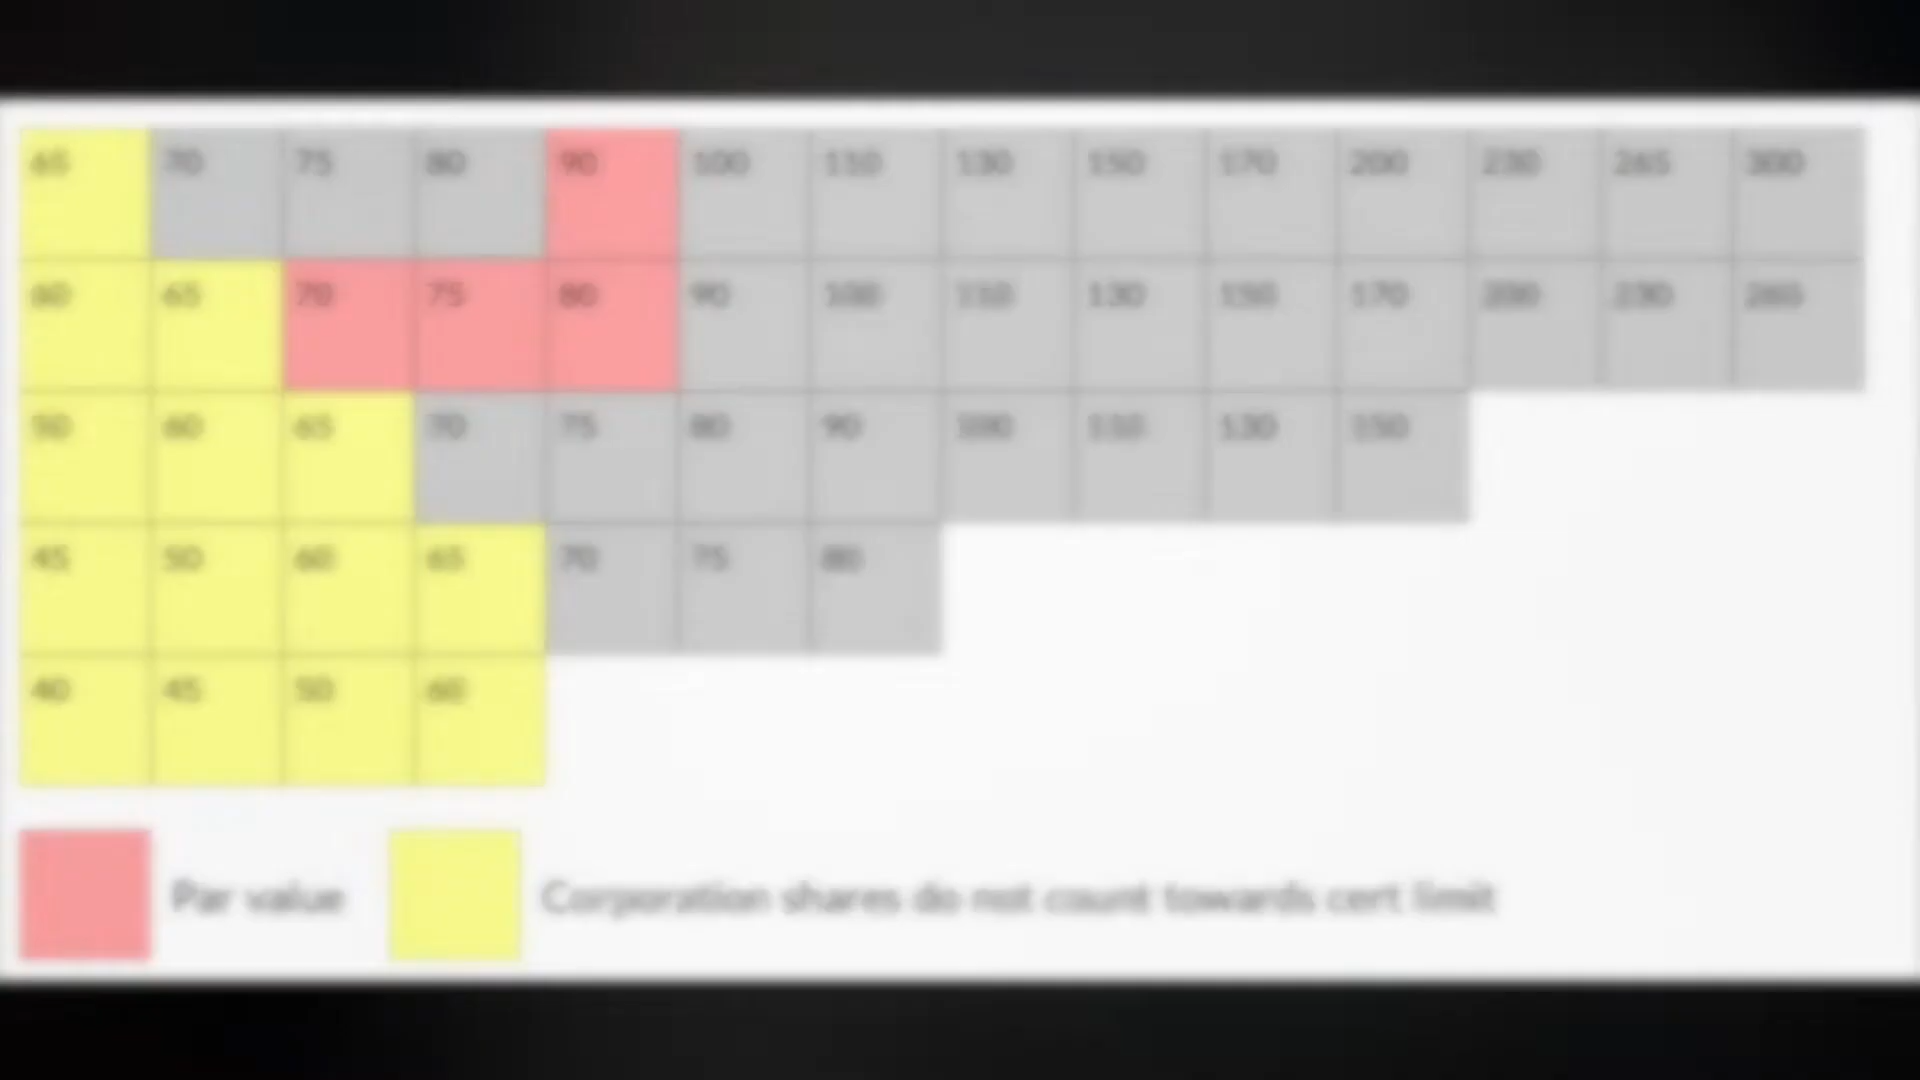 65 70 75 80 90 100 110 130 150 170 200 230 265 300
60 65 70 75 80 90 100 110 130 150 170 200 230 265
50 60 65 70 75 80 90 100 110 130 150
45 50 60 65 70 75 80
40 45 50 60
Par value Corporation shares do not count towards cert limit